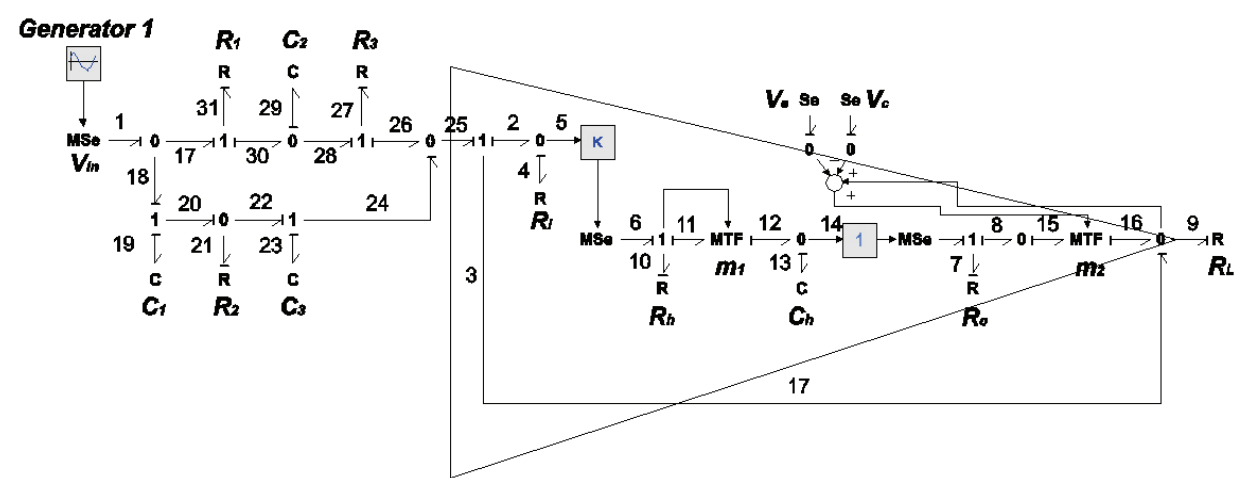 Generator 1
R1 C2 R3
R C R
31 29 27
Va Se Se Vc
MSe 1 0 1 0 1 26 0 25 1 2 0 5 K
Vin 17 30 28
0 0
18 4
R
Ri
− +
+
1 20 0 22 1 24
19 21 23
C R C
C1 R2 C3
MSe 6 1 11 MTF 12 0 14 1 MSe 1 8 0 15 MTF 16 0 9 R
10 m1 13 7 m2 RL
R C R
Rh Ch Ro
3
17